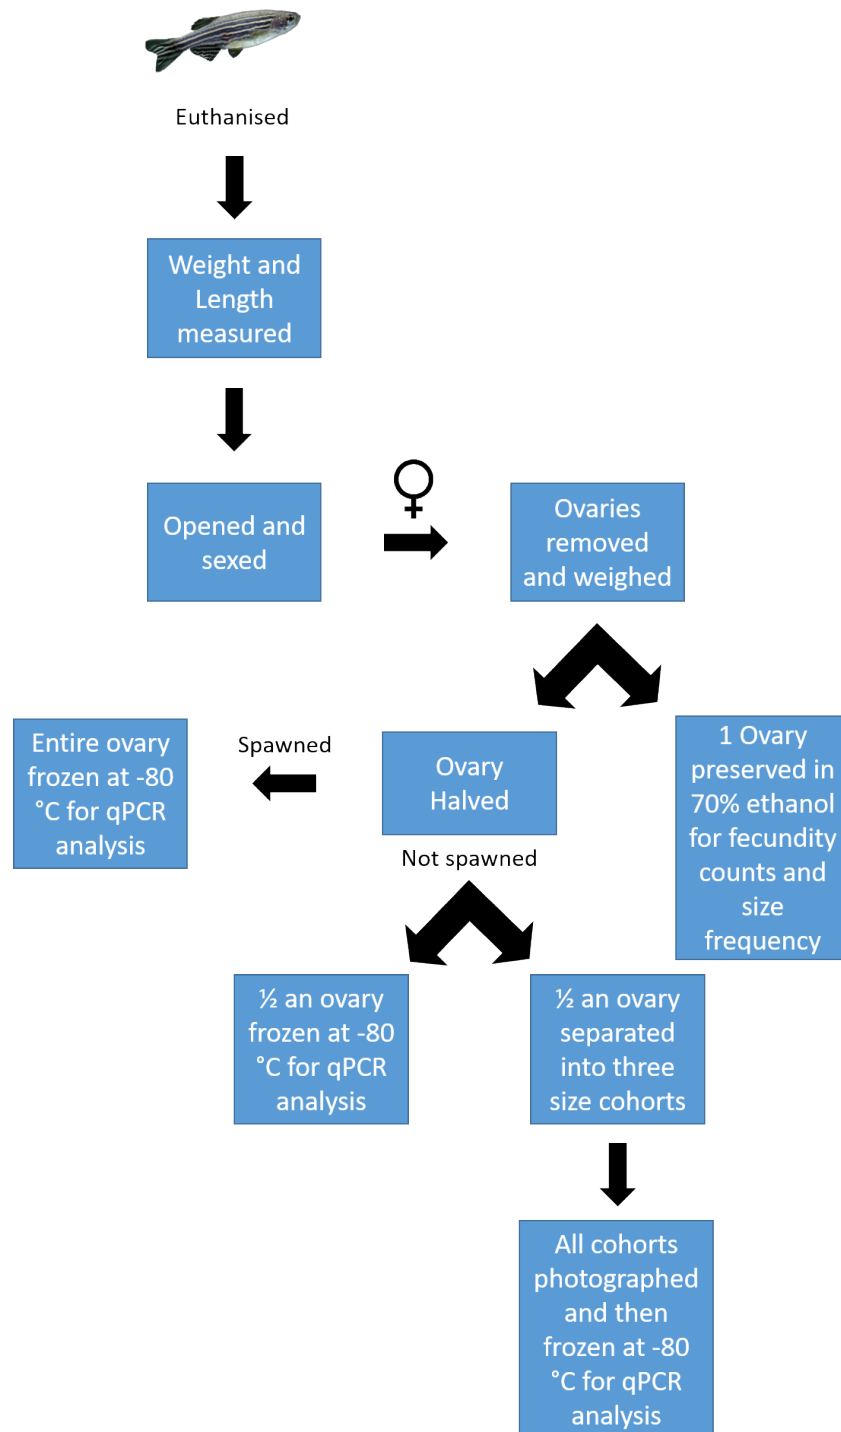 Euthanised
Weight and
Length
measured
Opened and
sexed
Ovaries
removed
and weighed
Entire ovary
frozen at -80
°C for qPCR
analysis
Spawned
Ovary
Halved
Not spawned
1 Ovary
preserved in
70% ethanol
for fecundity
counts and
size
frequency
½ an ovary
frozen at -80
°C for qPCR
analysis
½ an ovary
separated
into three
size cohorts
All cohorts
photographed
and then
frozen at -80
°C for qPCR
analysis